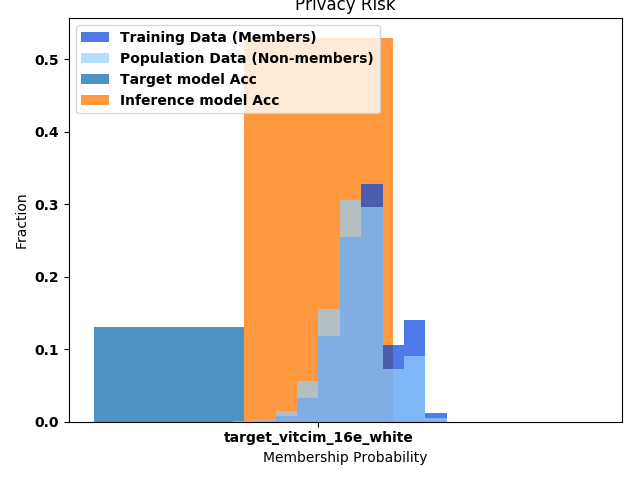 Privacy Risk
Training Data (Members)
Population Data (Non-members)
Target model Acc
Inference model Acc
Fraction
0.5
0.4
0.3
0.2
0.1
0.0
target_vitcim_16e_white
Membership Probability